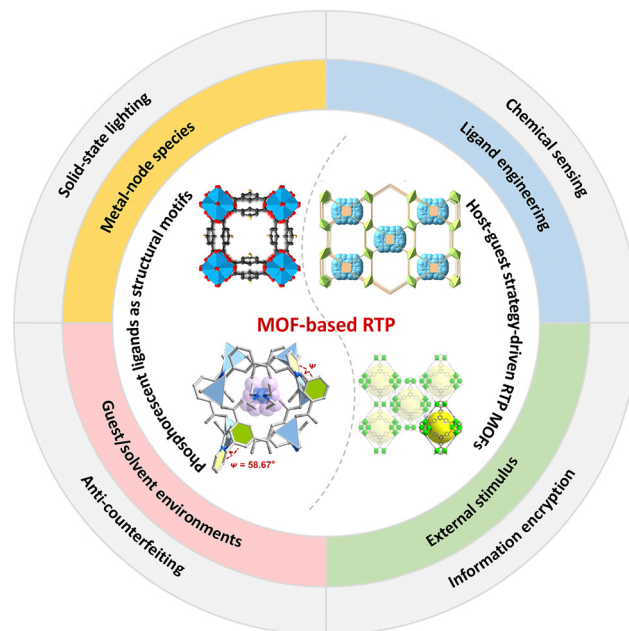 Solid-state lighting
Chemical sensing
Metal-node species
Ligand engineering
Phosphorescent ligands as structural motifs
Host-guest strategy-driven RTP MOFs
MOF-based RTP
Ψ
Ψ = 58.67°
Guest/solvent environments
External stimulus
Anti-counterfeiting
Information encryption